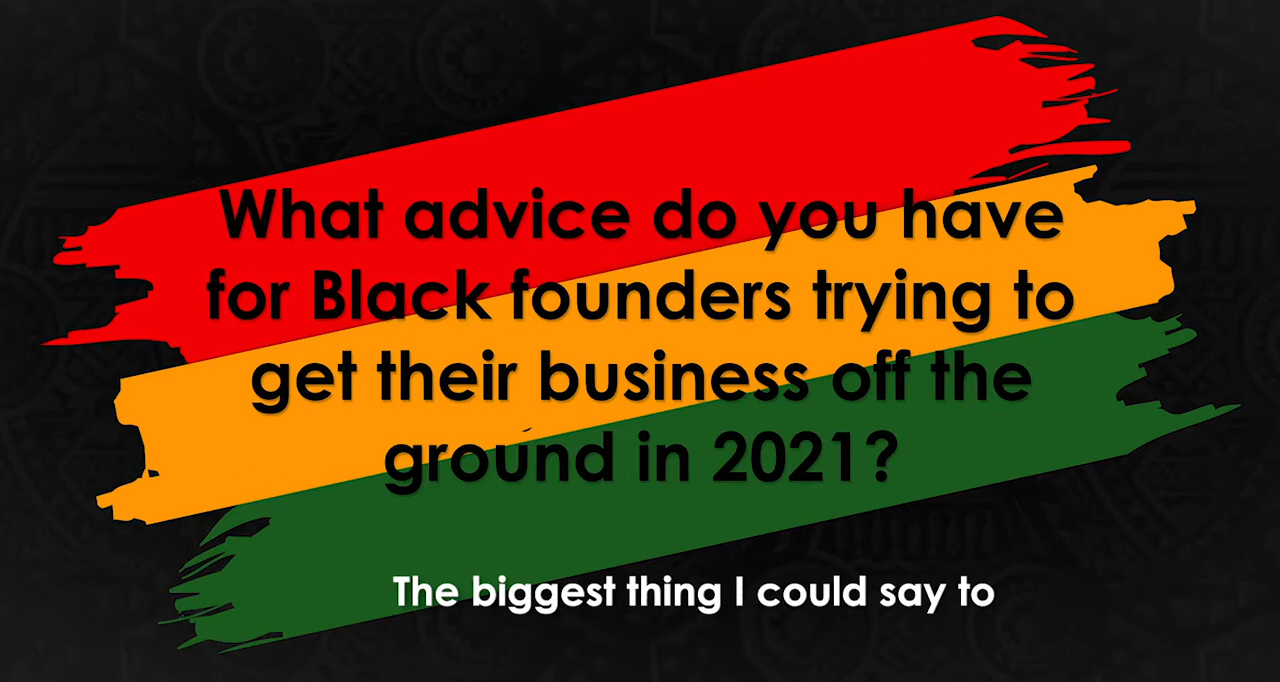 What advice do you have
for Black founders trying to
get their business off the
ground in 2021?
The biggest thing I could say to